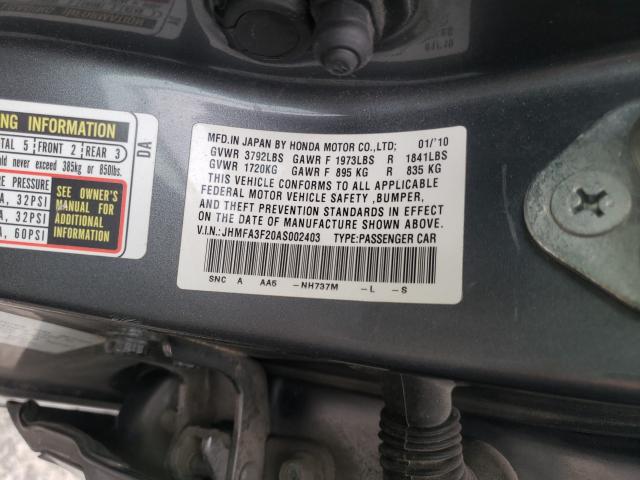 NG INFORMATION
TAL 5 FRONT 2 REAR 3
ould never exceed 385kg or 850lbs.
RE PRESSURE
A, 32PSI
A, 32PSI
A, 60PSI
SEE OWNER'S
MANUAL FOR
ADDITIONAL
INFORMATION
DA
MFD.IN JAPAN BY HONDA MOTOR CO.,LTD; 01/'10
GVWR 3792LBS GAWR F 1973LBS R 1841LBS
GVWR 1720KG GAWR F 895 KG R 835 KG
THIS VEHICLE CONFORMS TO ALL APPLICABLE
FEDERAL MOTOR VEHICLE SAFETY ,BUMPER,
AND THEFT PREVENTION STANDARDS IN EFFECT
ON THE DATE OF MANUFACTURE SHOWN ABOVE.
V.I.N.: JHMFA3F20AS002403 TYPE:PASSENGER CAR
SNC A AA6 -NH737M -L -S